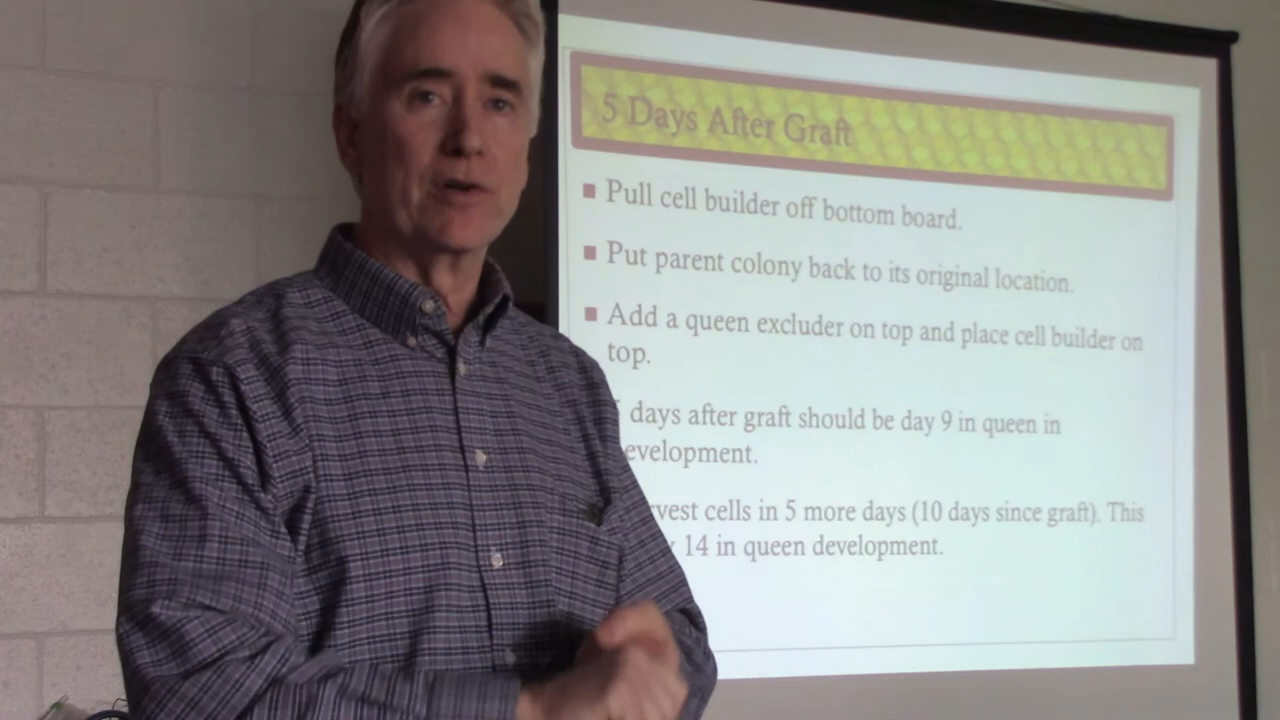 5 Days After Graft
Pull cell builder off bottom board.
Put parent colony back to its original location.
Add a queen excluder on top and place cell builder on
top.
days after graft should be day 9 in queen in
evelopment.
vest cells in 5 more days (10 days since graft). This
14 in queen development.